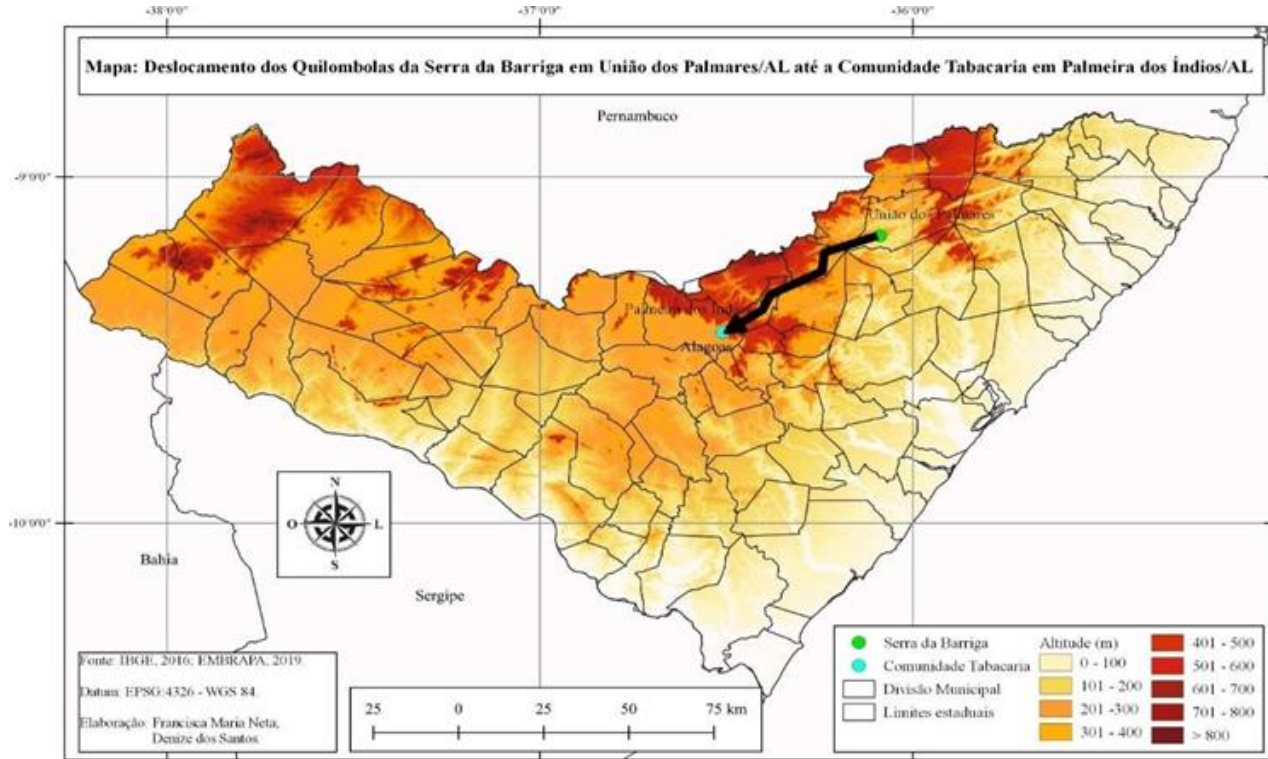 -38°0'0"
-37°0'0"
-36°0'0"
Mapa: Deslocamento dos Quilombolas da Serra da Barriga em União dos Palmares/AL até a Comunidade Tabacaria em Palmeira dos Índios/AL
Pernambuco
-9°0'0"
União dos Palmares
Palmeira dos Índ
Alagoas
-10°0'0"
Bahia
Sergipe
N
O
L
S
Fonte: IBGE, 2016; EMBRAPA, 2019.
Datum: EPSG:4326 - WGS 84.
Elaboração: Francisca Maria Neta;
Denize dos Santos.
25 0 25 50 75 km
Serra da Barriga
Comunidade Tabacaria
Divisão Municipal
Limites estaduais
Altitude (m)
0 - 100
101 - 200
201 -300
301 - 400
401 - 500
501 - 600
601 - 700
701 - 800
> 800